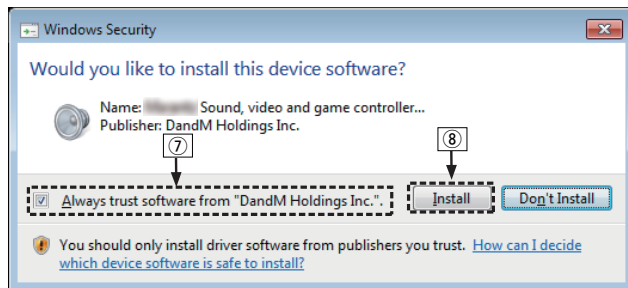 Windows Security
Would you like to install this device software?
Name: Sound, video and game controller...
Publisher: DandM Holdings Inc.
⑦
⑧
Always trust software from "DandM Holdings Inc.".
Install
Don't Install
You should only install driver software from publishers you trust. How can I decide
which device software is safe to install?